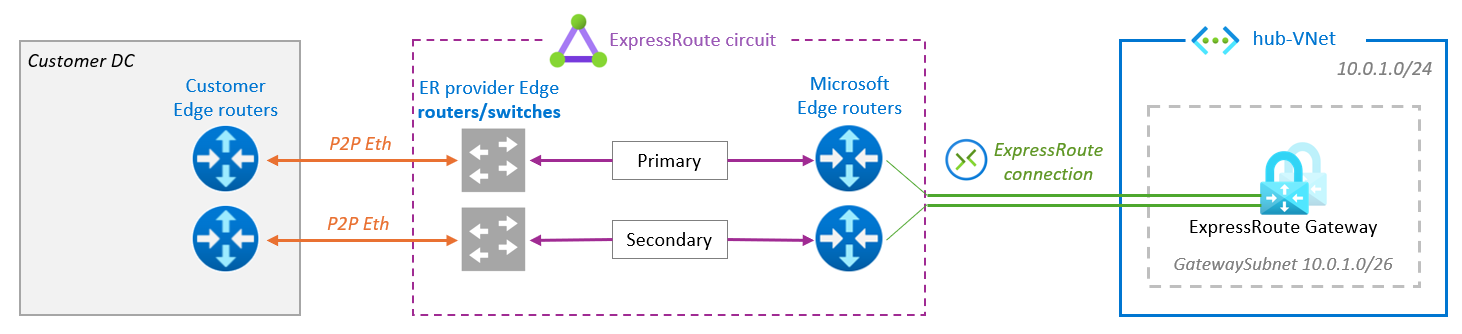 Customer DC
Customer
Edge routers
P2P Eth
P2P Eth
ExpressRoute circuit
ER provider Edge
routers/switches
Primary
Secondary
Microsoft
Edge routers
ExpressRoute
connection
hub-VNet
10.0.1.0/24
ExpressRoute Gateway
GatewaySubnet 10.0.1.0/26